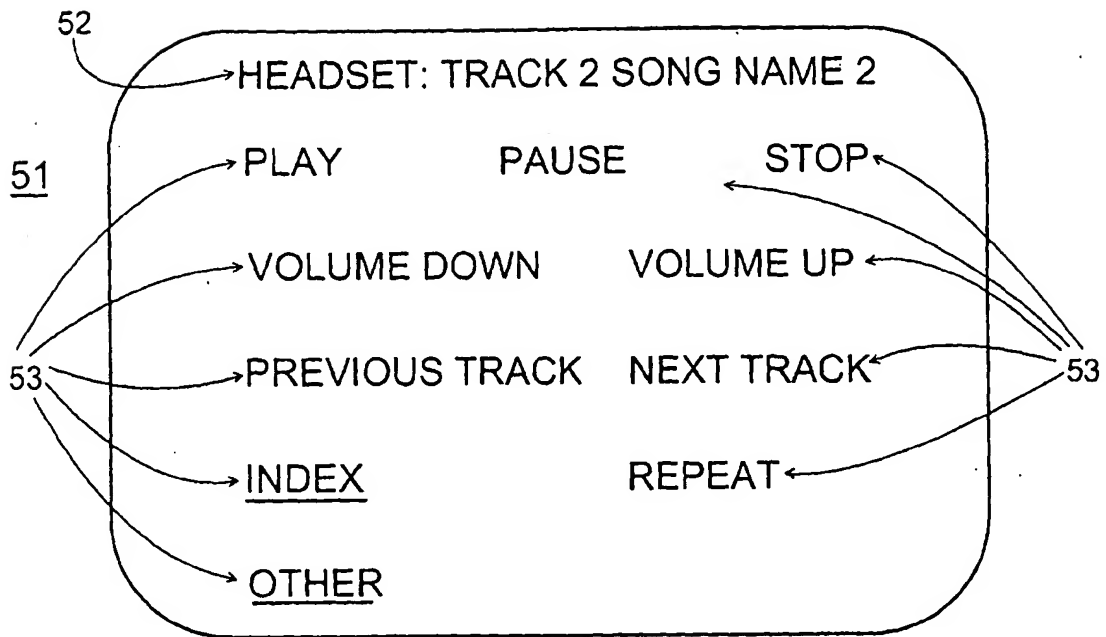 52
HEADSET: TRACK 2 SONG NAME 2
51
PLAY PAUSE STOP
VOLUME DOWN VOLUME UP
53 PREVIOUS TRACK NEXT TRACK 53
INDEX REPEAT
OTHER